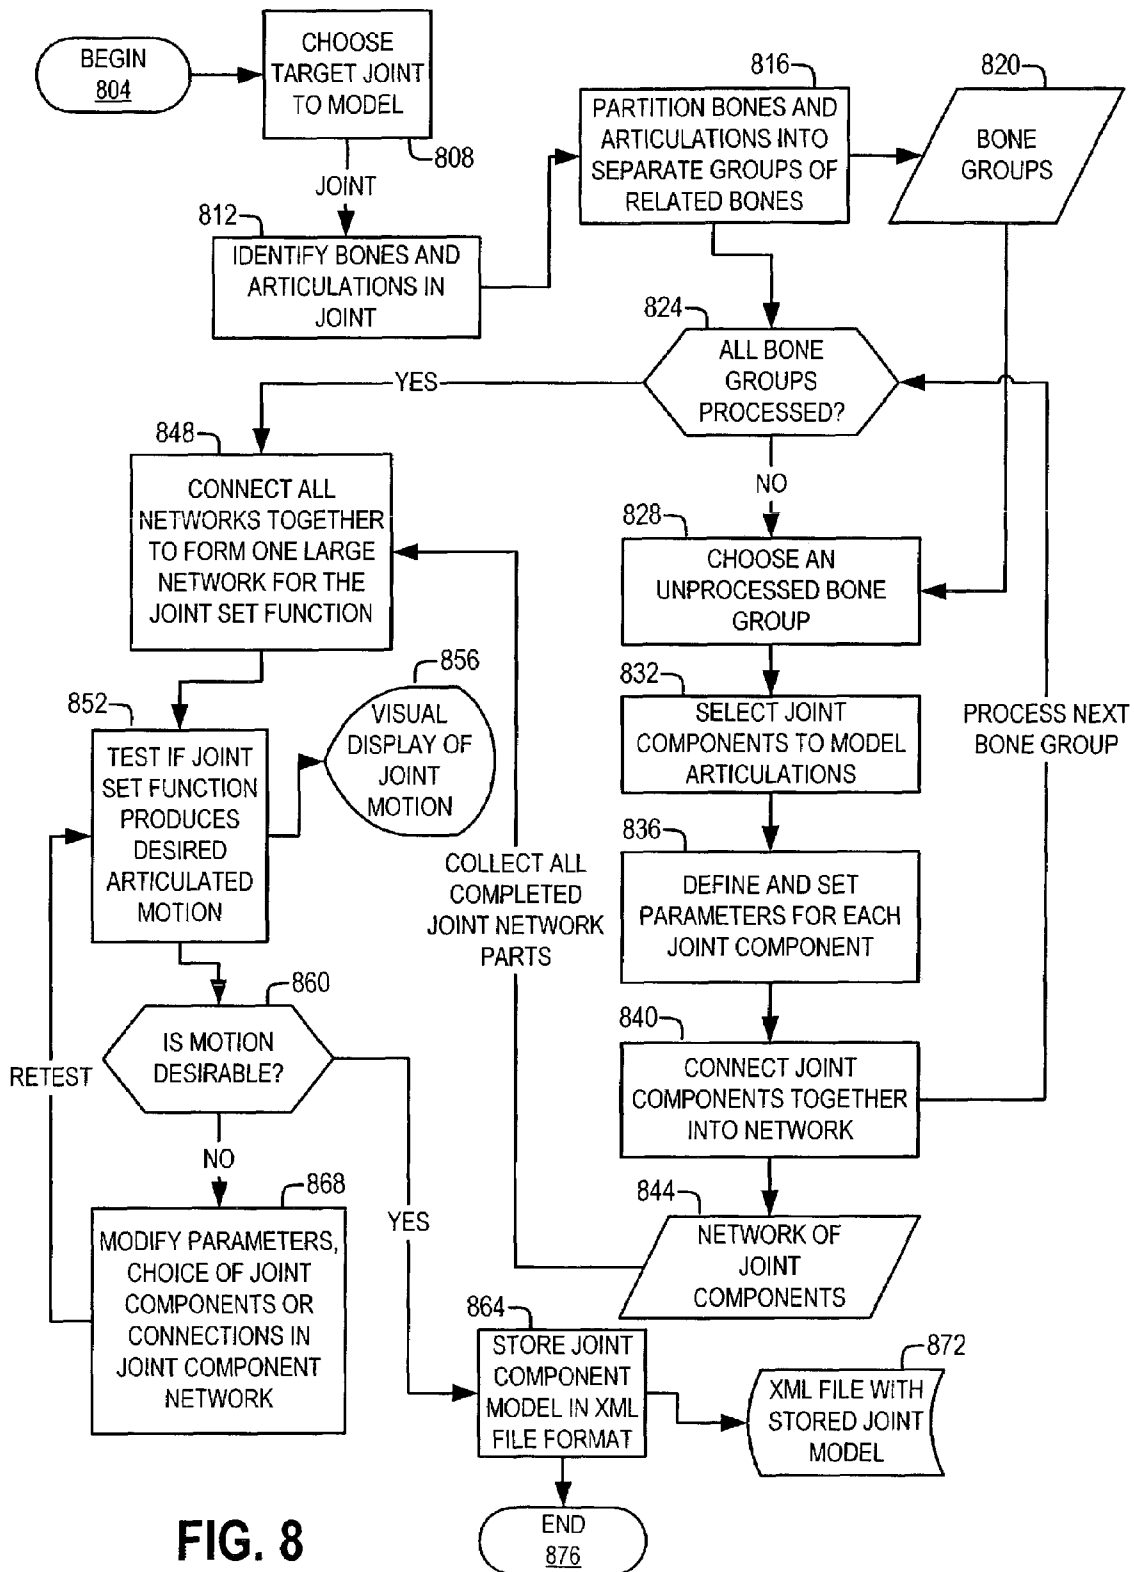 BEGIN
804
CHOOSE
TARGET JOINT
TO MODEL
808
JOINT
812
IDENTIFY BONES AND
ARTICULATIONS IN
JOINT
816
PARTITION BONES AND
ARTICULATIONS INTO
SEPARATE GROUPS OF
RELATED BONES
820
BONE
GROUPS
824
ALL BONE
GROUPS
PROCESSED?
YES
NO
828
CHOOSE AN
UNPROCESSED BONE
GROUP
832
SELECT JOINT
COMPONENTS TO MODEL
ARTICULATIONS
836
DEFINE AND SET
PARAMETERS FOR EACH
JOINT COMPONENT
840
CONNECT JOINT
COMPONENTS TOGETHER
INTO NETWORK
PROCESS NEXT
BONE GROUP
844
NETWORK OF
JOINT
COMPONENTS
COLLECT ALL
COMPLETED
JOINT NETWORK
PARTS
848
CONNECT ALL
NETWORKS TOGETHER
TO FORM ONE LARGE
NETWORK FOR THE
JOINT SET FUNCTION
852
TEST IF JOINT
SET FUNCTION
PRODUCES
DESIRED
ARTICULATED
MOTION
856
VISUAL
DISPLAY OF
JOINT
MOTION
860
IS MOTION
DESIRABLE?
RETEST
NO
YES
868
MODIFY PARAMETERS,
CHOICE OF JOINT
COMPONENTS OR
CONNECTIONS IN
JOINT COMPONENT
NETWORK
864
STORE JOINT
COMPONENT
MODEL IN XML
FILE FORMAT
872
XML FILE WITH
STORED JOINT
MODEL
END
876
FIG. 8